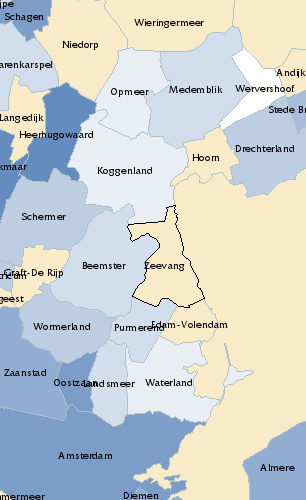 Schagen
Wieringermeer
Niedorp
arenkarspel
Andijk
Opmeer
Medemblik
Wervershoof
Stede Br
Langedijk
Heerhugowaard
Drechterland
Hoorn
kmaar
Koggenland
Schermer
Beemster
Zeevang
Graft-De Rijp
geest
Wormerland
Purmerend
Edam-Volendam
Zaanstad
Oostzaan
Landsmeer
Waterland
Amsterdam
Almere
Diemen
mermeer